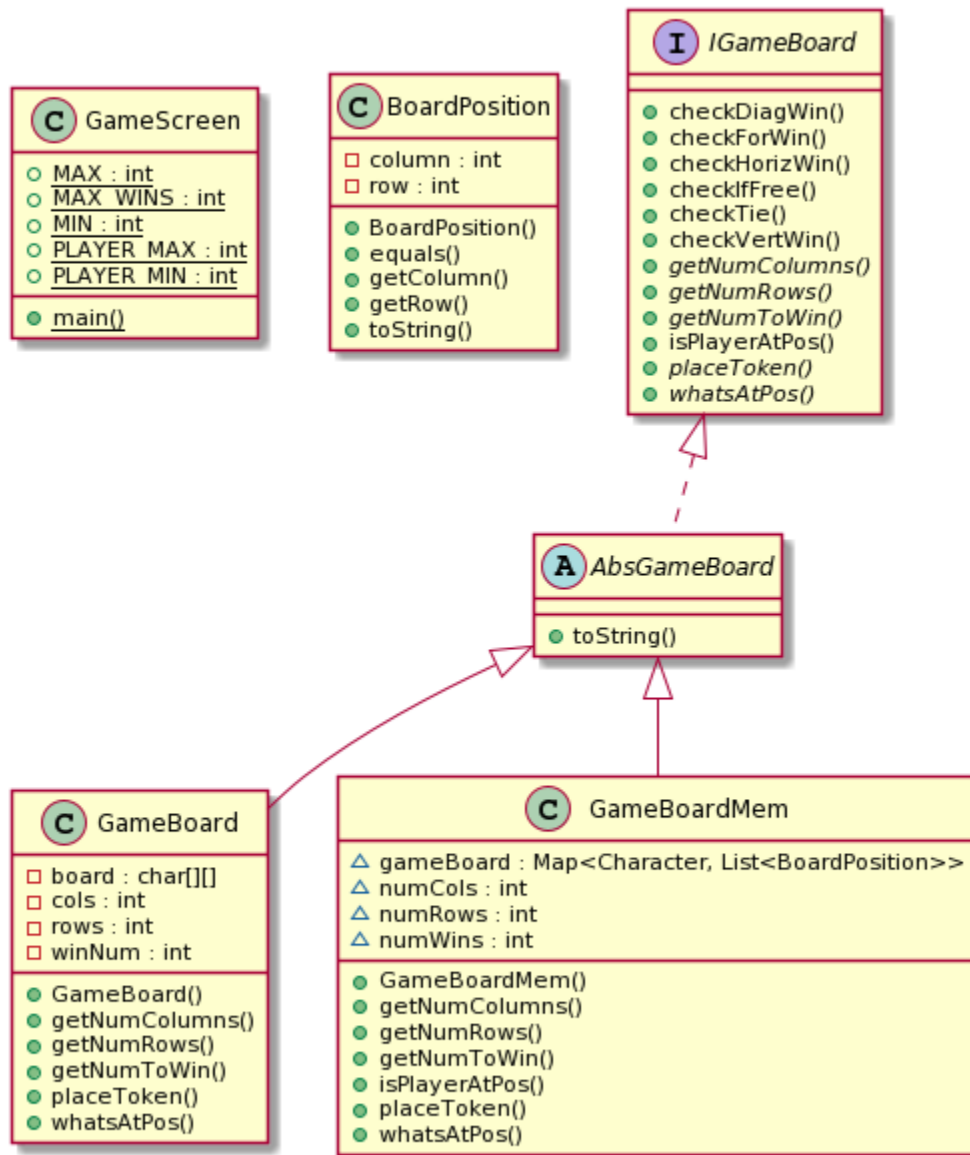 C GameScreen
MAX : int
MAX_WINS : int
MIN : int
PLAYER_MAX : int
PLAYER_MIN : int
main()
C BoardPosition
column : int
row : int
BoardPosition()
equals()
getColumn()
getRow()
toString()
I IGameBoard
checkDiagWin()
checkForWin()
checkHorizWin()
checkIfFree()
checkTie()
checkVertWin()
getNumColumns()
getNumRows()
getNumToWin()
isPlayerAtPos()
placeToken()
whatsAtPos()
A AbsGameBoard
toString()
C GameBoard
board : char[][]
cols : int
rows : int
winNum : int
GameBoard()
getNumColumns()
getNumRows()
getNumToWin()
placeToken()
whatsAtPos()
C GameBoardMem
gameBoard : Map<Character, List<BoardPosition>>
numCols : int
numRows : int
numWins : int
GameBoardMem()
getNumColumns()
getNumRows()
getNumToWin()
isPlayerAtPos()
placeToken()
whatsAtPos()